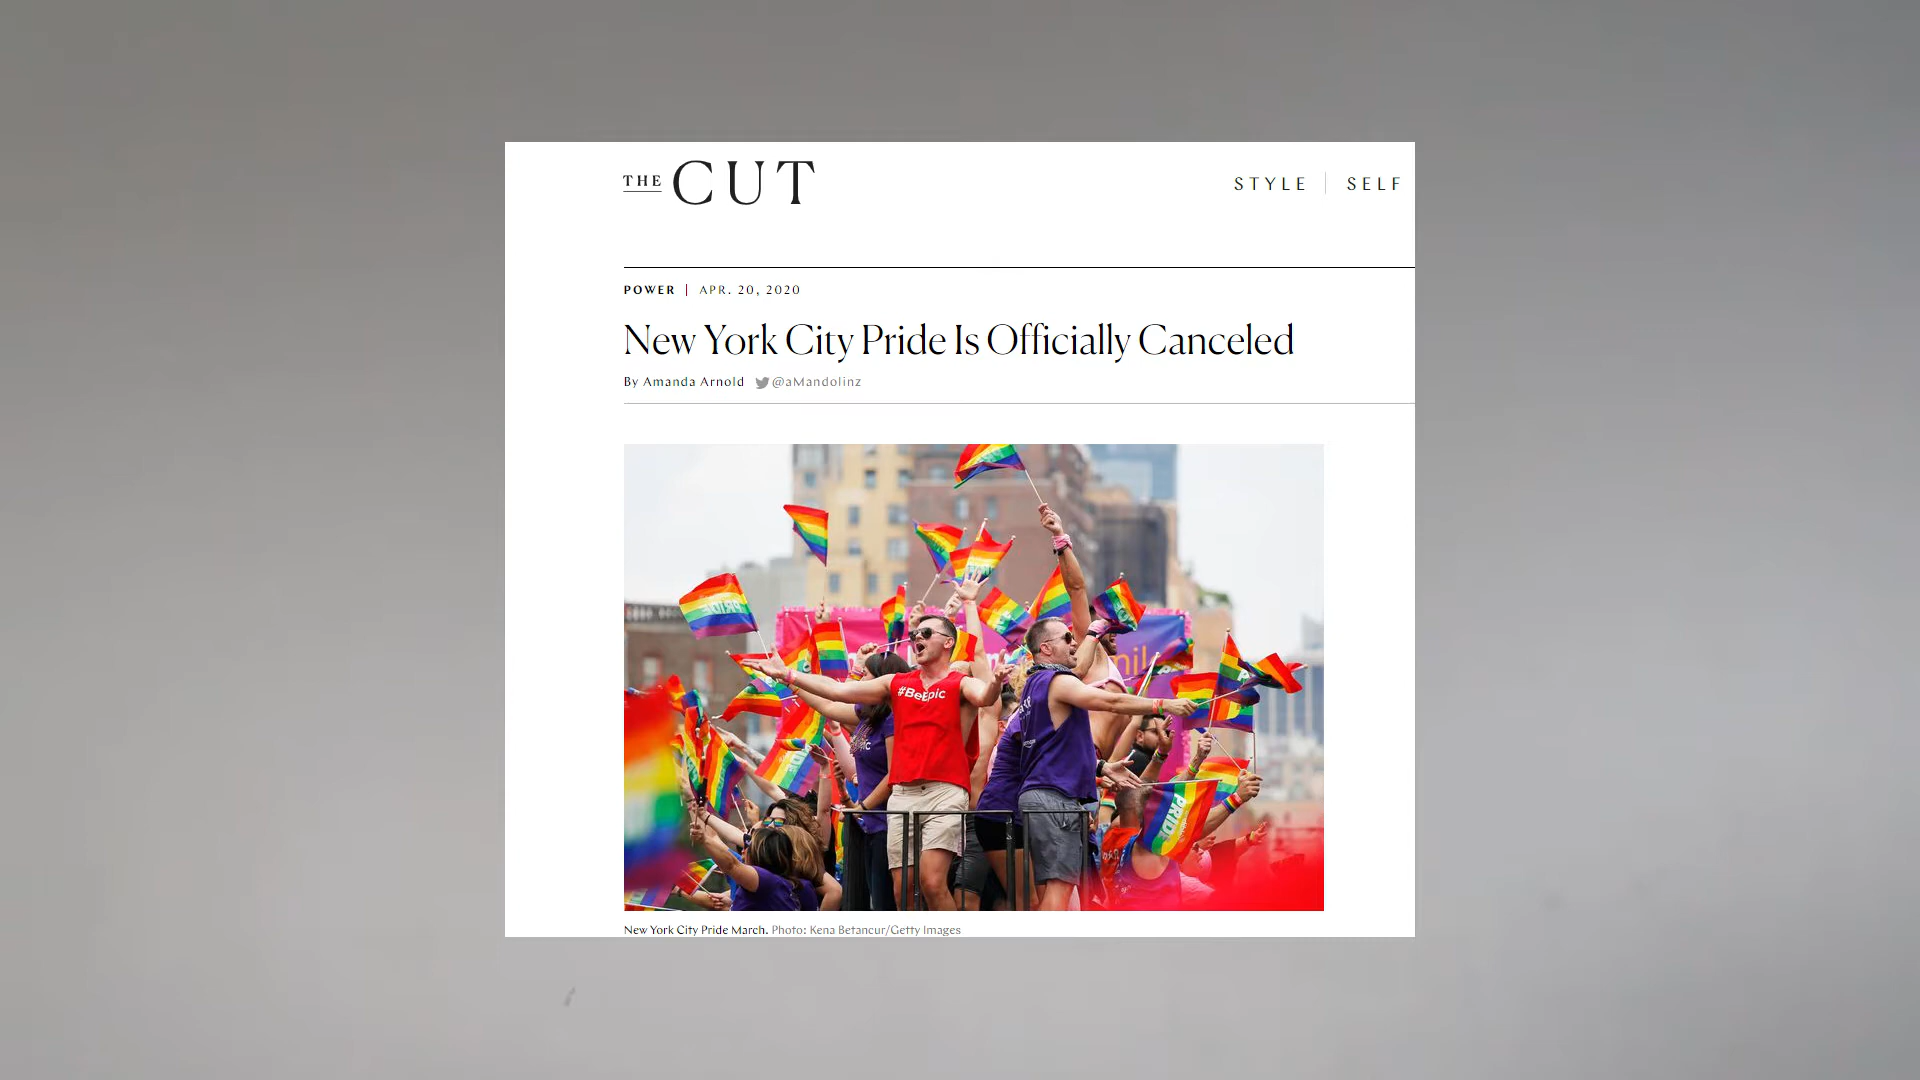 THE CUT
STYLE | SELF
POWER | APR. 20, 2020
New York City Pride Is Officially Canceled
By Amanda Arnold @aMandolinz
PRIDE
#BeEpic
PRIDE
New York City Pride March. Photo: Kena Betancur/Getty Images